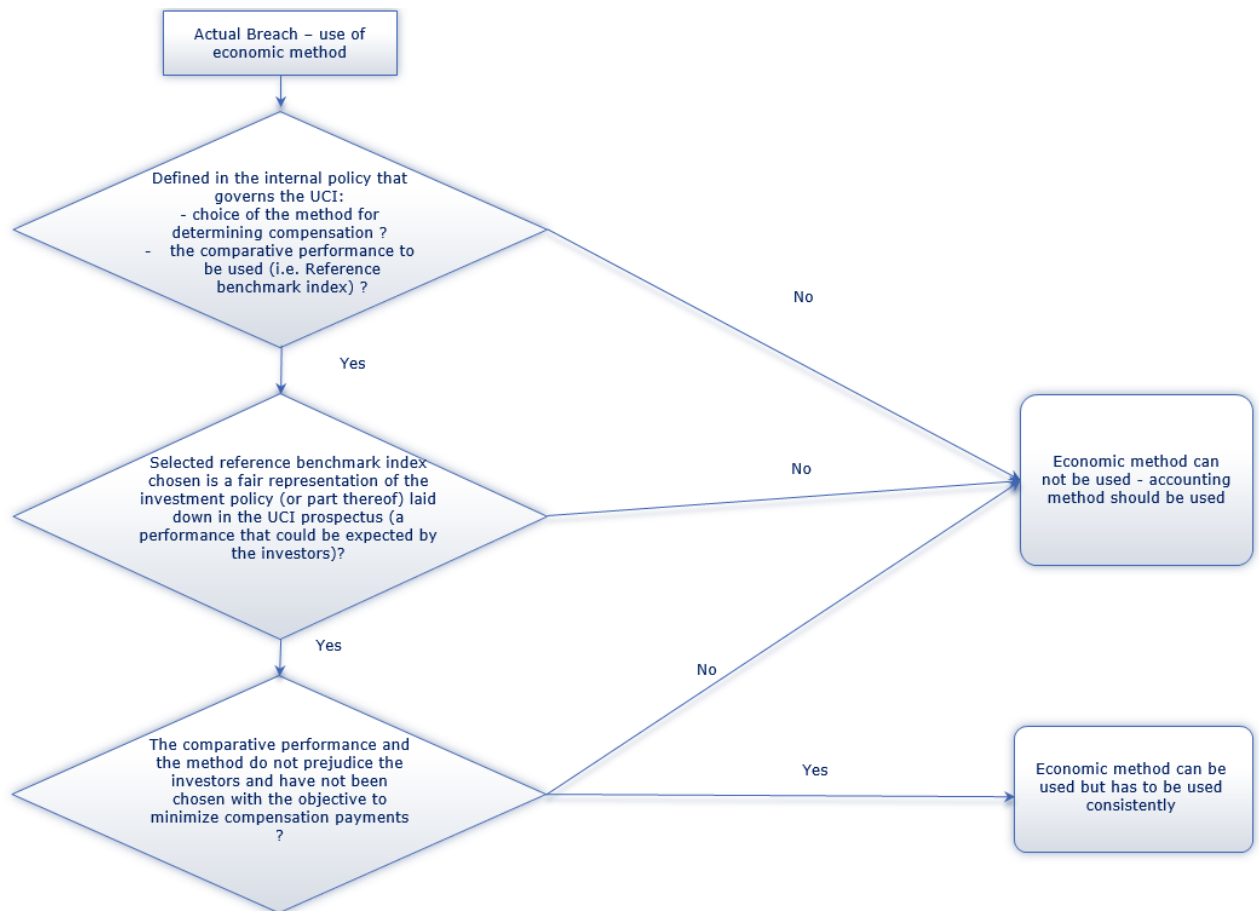 Actual Breach – use of
economic method
Defined in the internal policy that
governs the UCI:
- choice of the method for
determining compensation ?
- the comparative performance to
be used (i.e. Reference
benchmark index) ?
No
Yes
Selected reference benchmark index
chosen is a fair representation of the
investment policy (or part thereof) laid
down in the UCI prospectus (a
performance that could be expected by
the investors)?
No
Economic method can
not be used - accounting
method should be used
Yes
No
The comparative performance and
the method do not prejudice the
investors and have not been
chosen with the objective to
minimize compensation payments
?
Yes
Economic method can be
used but has to be used
consistently